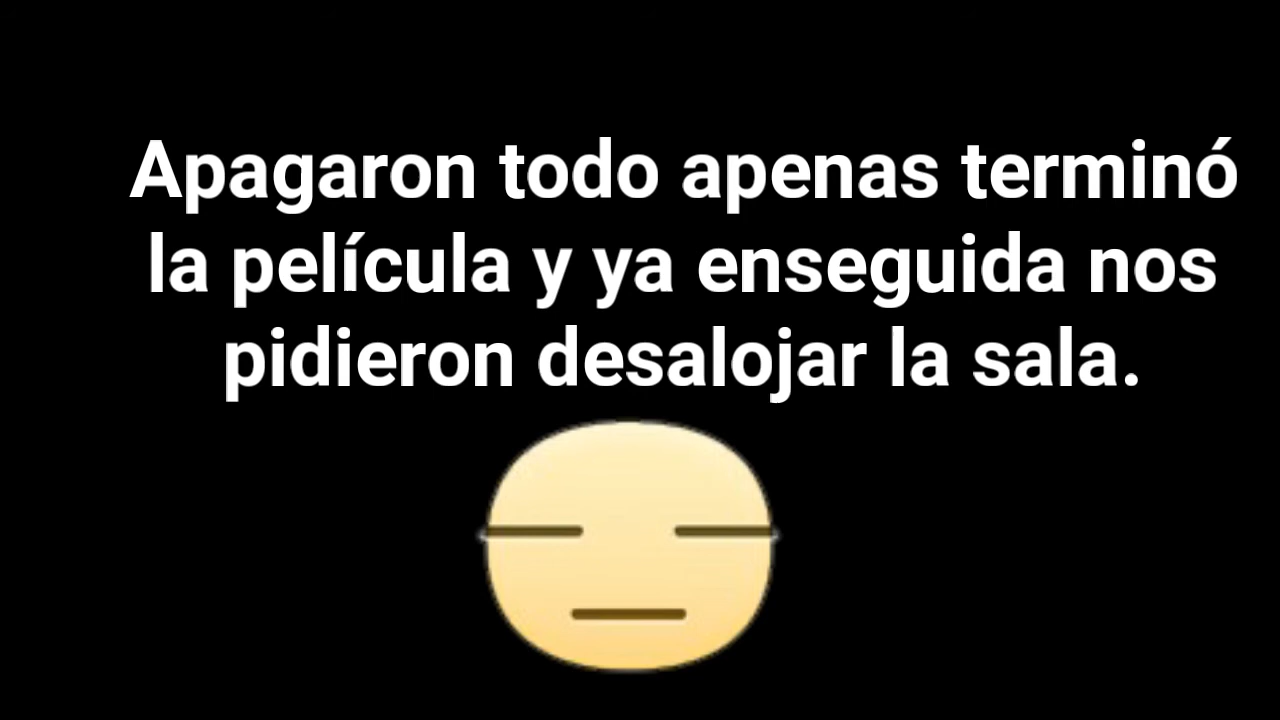 Apagaron todo apenas terminó
la película y ya enseguida nos
pidieron desalojar la sala.